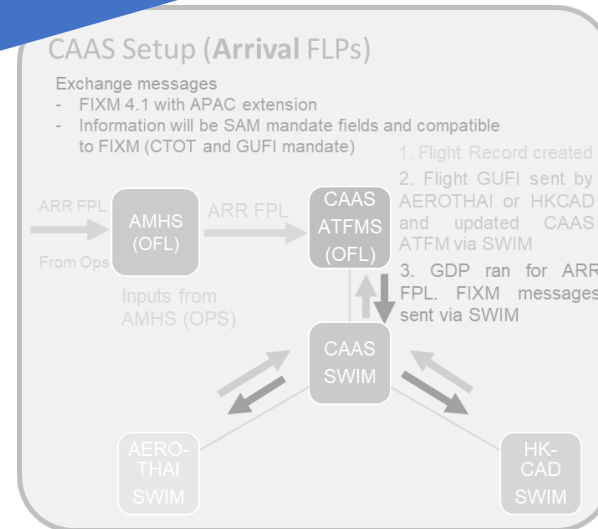 CAAS Setup (Arrival FLPs)
Exchange messages
- FIXM 4.1 with APAC extension
- Information will be SAM mandate fields and compatible
to FIXM (CTOT and GUFI mandate)
1. Flight Record created
2. Flight GUFI sent by
AEROTHAI or HKCAD
and updated CAAS
ATFM via SWIM
3. GDP ran for ARR
FPL. FIXM messages
sent via SWIM
ARR FPL
From Ops
AMHS
(OFL)
ARR FPL
CAAS
ATFMS
(OFL)
Inputs from
AMHS (OPS)
CAAS
SWIM
AERO-
THAI
SWIM
HK-
CAD
SWIM